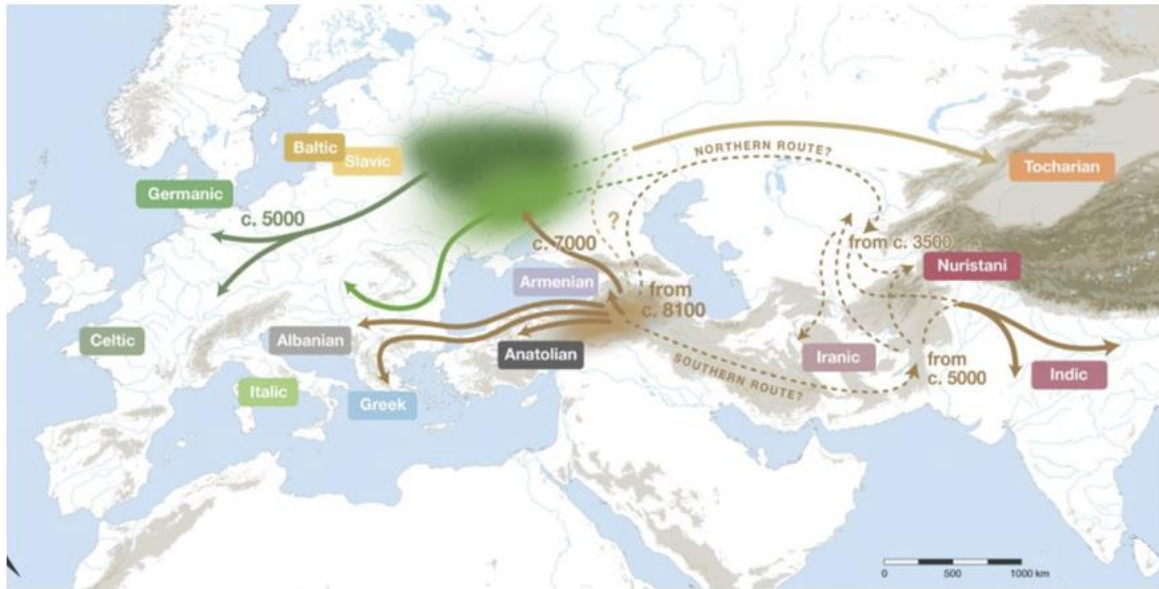 NORTHERN ROUTE?
Baltic
Slavic
Tocharian
Germanic
c. 5000
?
c. 7000
from c. 3500
Nuristani
Armenian
from
c. 8100
Celtic
Albanian
Anatolian
SOUTHERN ROUTE?
Iranic
from
c. 5000
Indic
Italic
Greek
0 500 1000 km